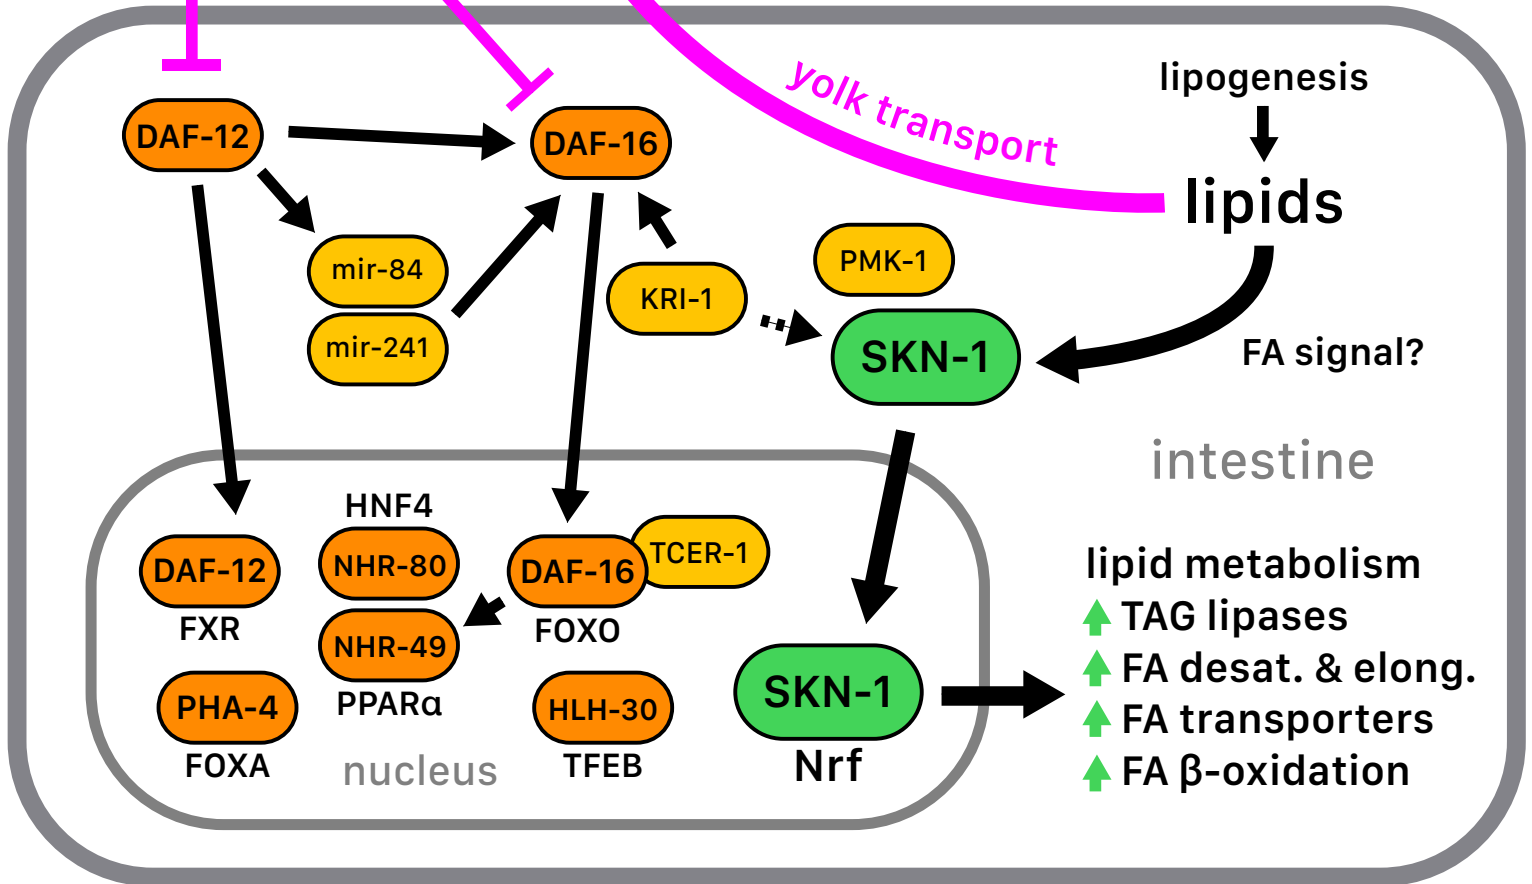 yolk transport
lipogenesis
lipids
DAF-12
DAF-16
mir-84
mir-241
KRI-1
PMK-1
SKN-1
FA signal?
intestine
HNF4
NHR-80
NHR-49
PPARα
DAF-12
FXR
PHA-4
FOXA
DAF-16
TCER-1
FOXO
HLH-30
TFEB
SKN-1
Nrf
nucleus
lipid metabolism
TAG lipases
FA desat. & elong.
FA transporters
FA β-oxidation